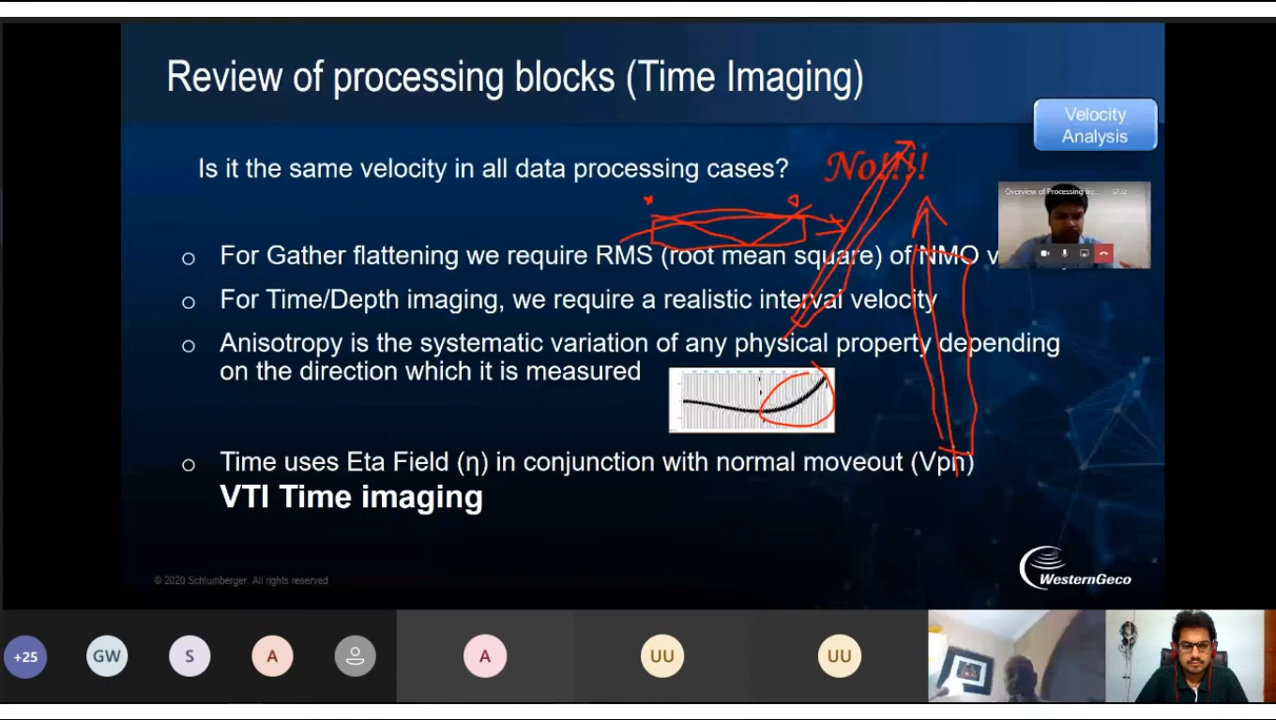 Review of processing blocks (Time Imaging)
Velocity
Analysis
Is it the same velocity in all data processing cases? No!!!!
Overview of Processing
For Gather flattening we require RMS (root mean square) of NMO v
For Time/Depth imaging, we require a realistic interval velocity
Anisotropy is the systematic variation of any physical property depending
on the direction which it is measured
Time uses Eta Field (η) in conjunction with normal moveout (Vpn)
VTI Time imaging
© 2020 Schlumberger. All rights reserved
WesternGeco
+25 GW S A A UU UU